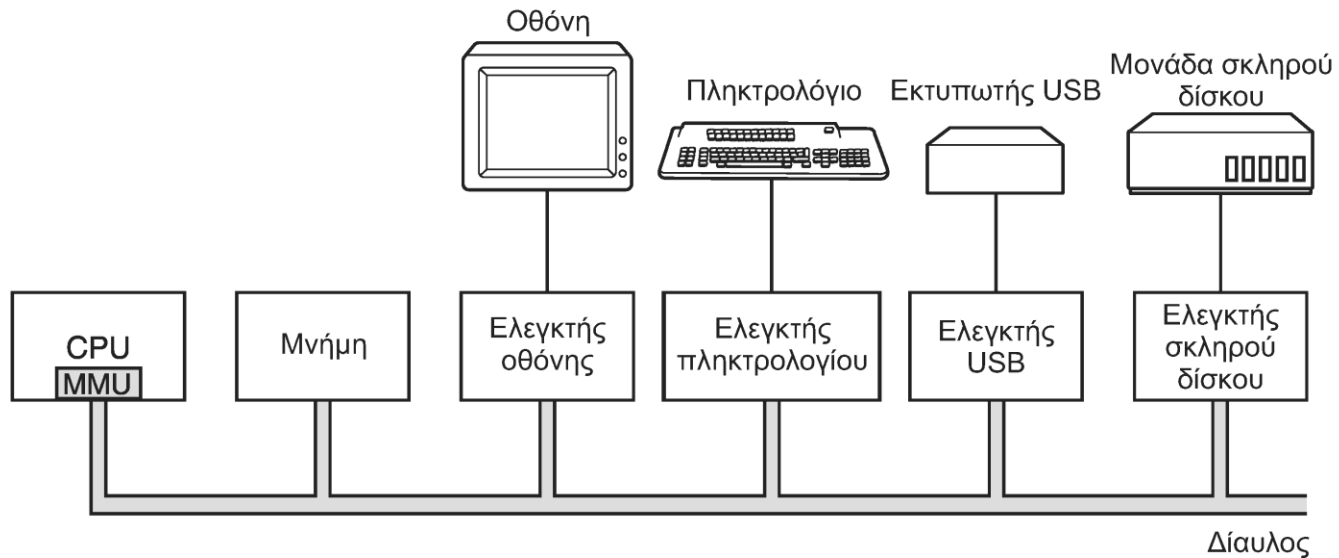 Οθόνη
Πληκτρολόγιο
Εκτυπωτής USB
Μονάδα σκληρού
δίσκου
CPU
MMU
Μνήμη
Ελεγκτής
οθόνης
Ελεγκτής
πληκτρολογίου
Ελεγκτής
USB
Ελεγκτής
σκληρού
δίσκου
Δίαυλος